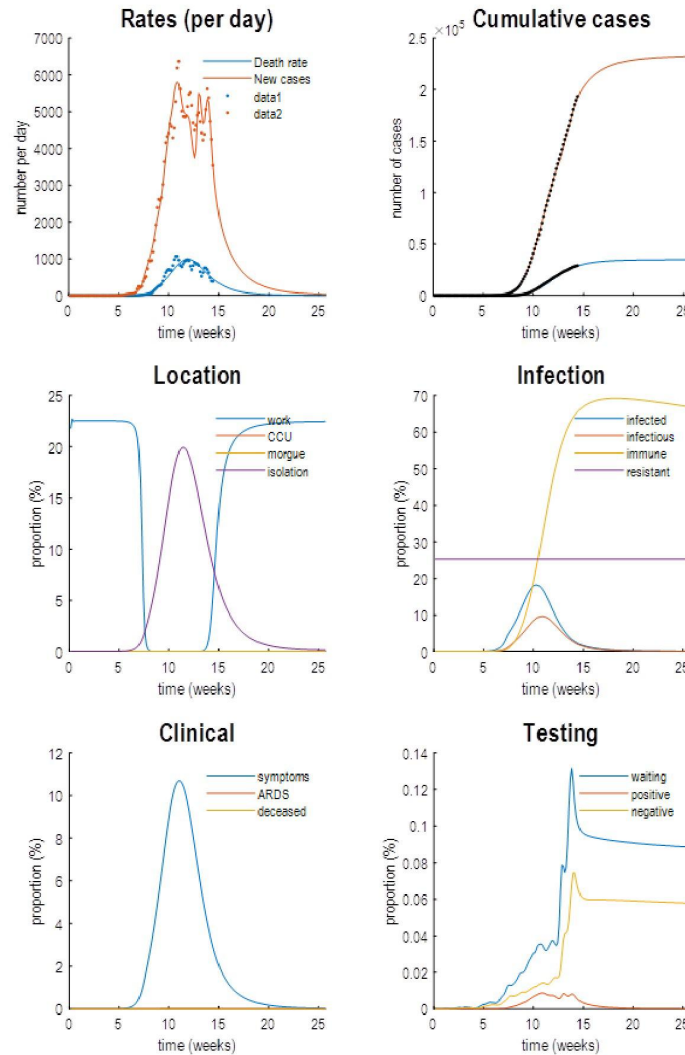 Rates (per day)
7000
6000
5000
4000
3000
2000
1000
0
number per day
Death rate
New cases
data1
data2
0 5 10 15 20 25
time (weeks)
Cumulative cases
×10^5
2.5
2
1.5
1
0.5
0
number of cases
0 5 10 15 20 25
time (weeks)
Location
25
20
15
10
5
0
proportion (%)
work
CCU
morgue
isolation
0 5 10 15 20 25
time (weeks)
Infection
70
60
50
40
30
20
10
0
proportion (%)
infected
infectious
immune
resistant
0 5 10 15 20 25
time (weeks)
Clinical
12
10
8
6
4
2
0
proportion (%)
symptoms
ARDS
deceased
0 5 10 15 20 25
time (weeks)
Testing
0.14
0.12
0.1
0.08
0.06
0.04
0.02
0
proportion (%)
waiting
positive
negative
0 5 10 15 20 25
time (weeks)